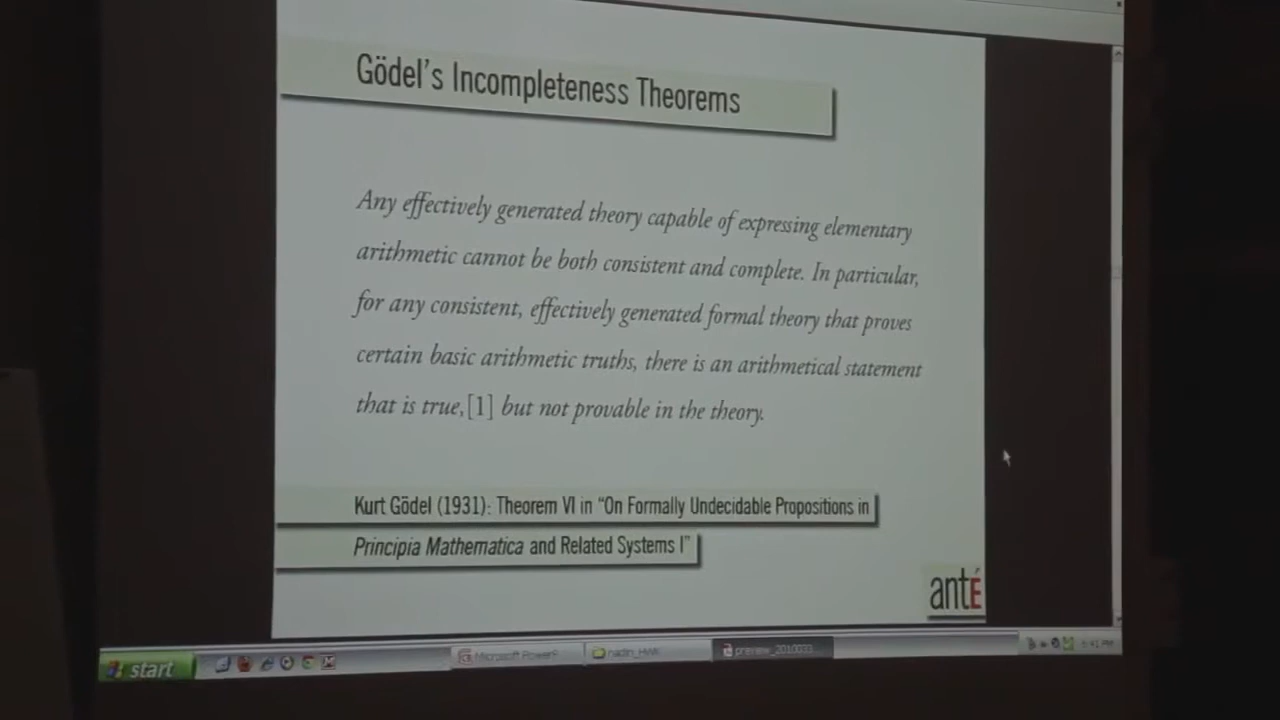 Gödel's Incompleteness Theorems
Any effectively generated theory capable of expressing elementary
arithmetic cannot be both consistent and complete. In particular,
for any consistent, effectively generated formal theory that proves
certain basic arithmetic truths, there is an arithmetical statement
that is true,[1] but not provable in the theory.
Kurt Gödel (1931): Theorem VI in “On Formally Undecidable Propositions in
Principia Mathematica and Related Systems I”
antÉ
start
Microsoft PowerP